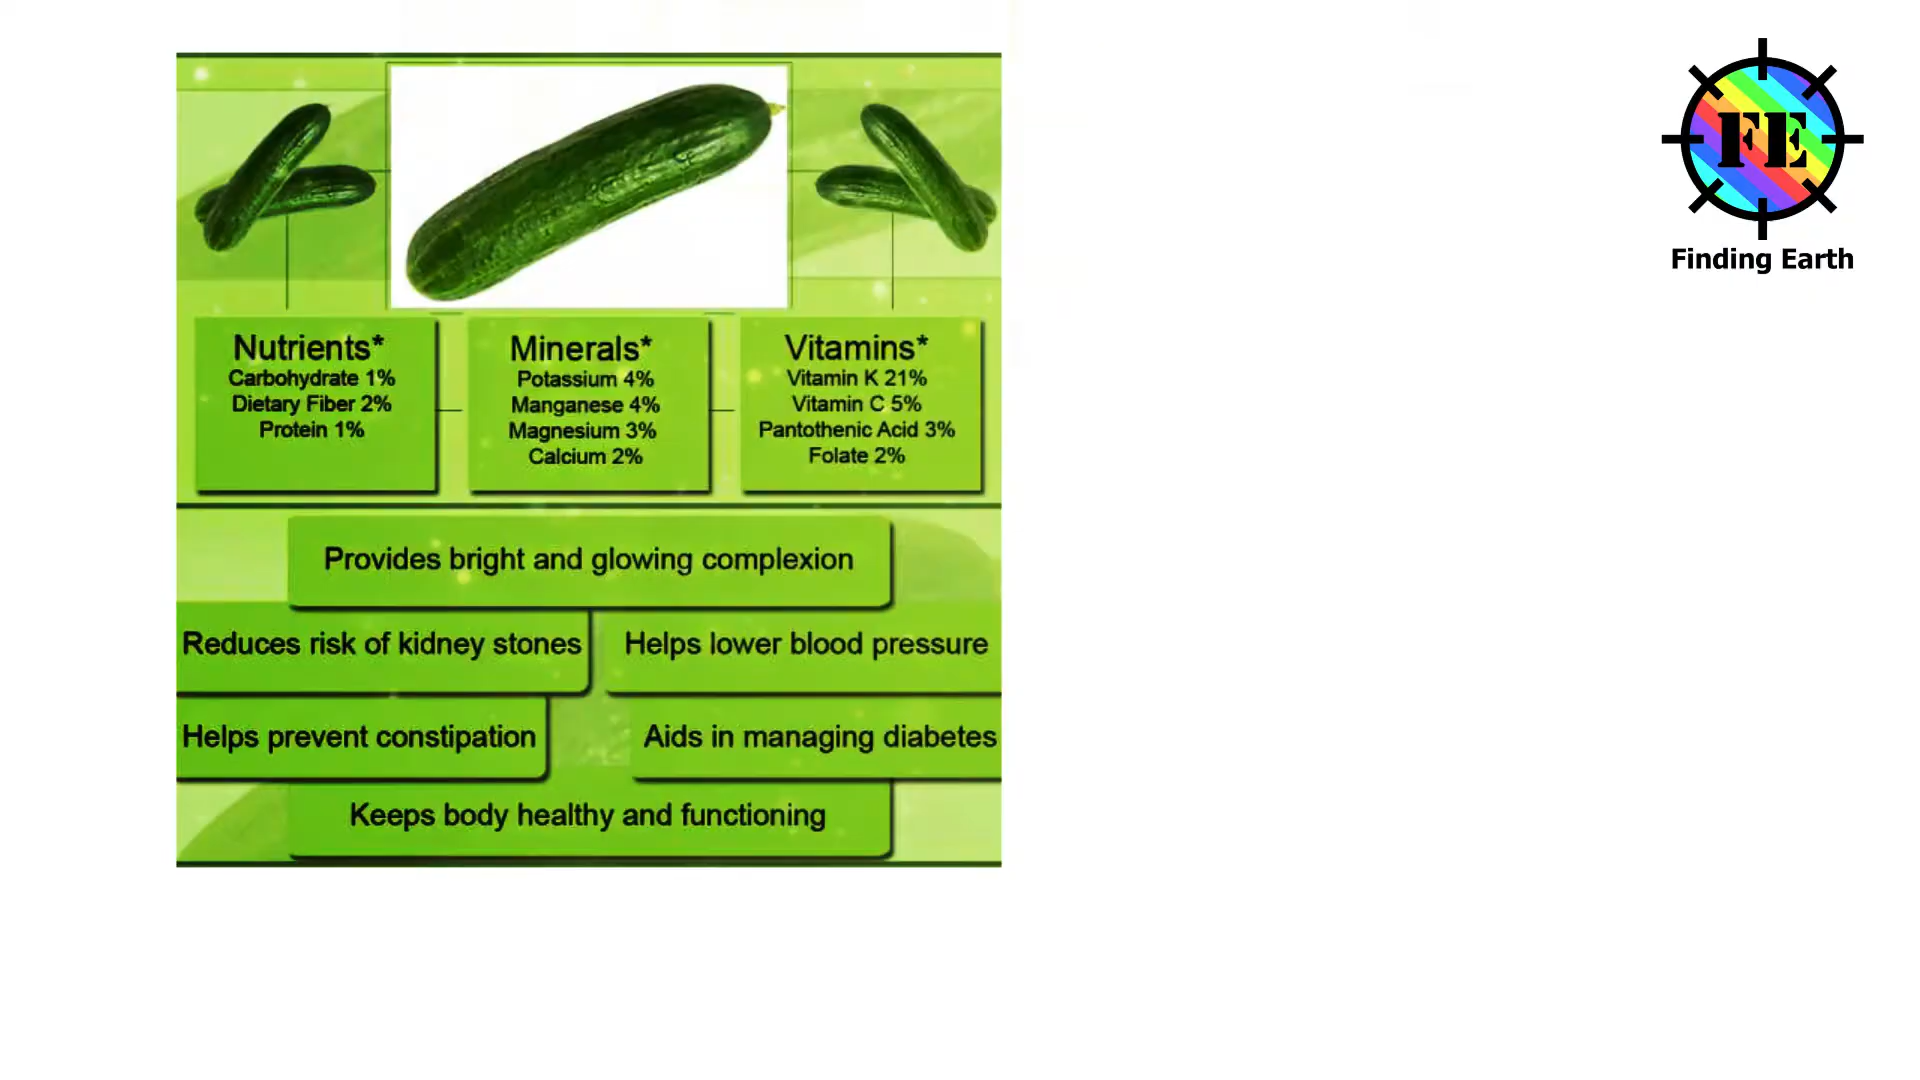 FE
Finding Earth
Nutrients*
Carbohydrate 1%
Dietary Fiber 2%
Protein 1%
Minerals*
Potassium 4%
Manganese 4%
Magnesium 3%
Calcium 2%
Vitamins*
Vitamin K 21%
Vitamin C 5%
Pantothenic Acid 3%
Folate 2%
Provides bright and glowing complexion
Reduces risk of kidney stones
Helps lower blood pressure
Helps prevent constipation
Aids in managing diabetes
Keeps body healthy and functioning